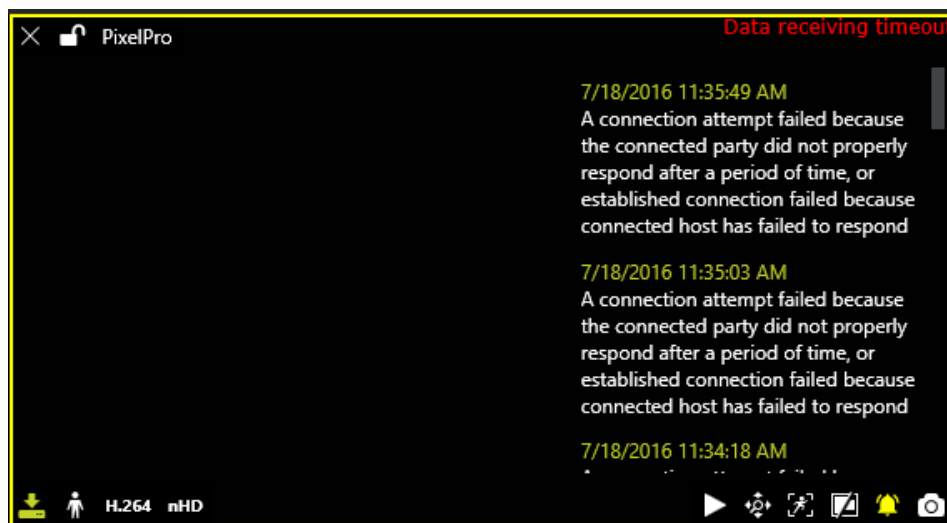 PixelPro
Data receiving timeou
7/18/2016 11:35:49 AM
A connection attempt failed because
the connected party did not properly
respond after a period of time, or
established connection failed because
connected host has failed to respond
7/18/2016 11:35:03 AM
A connection attempt failed because
the connected party did not properly
respond after a period of time, or
established connection failed because
connected host has failed to respond
7/18/2016 11:34:18 AM
H.264 nHD